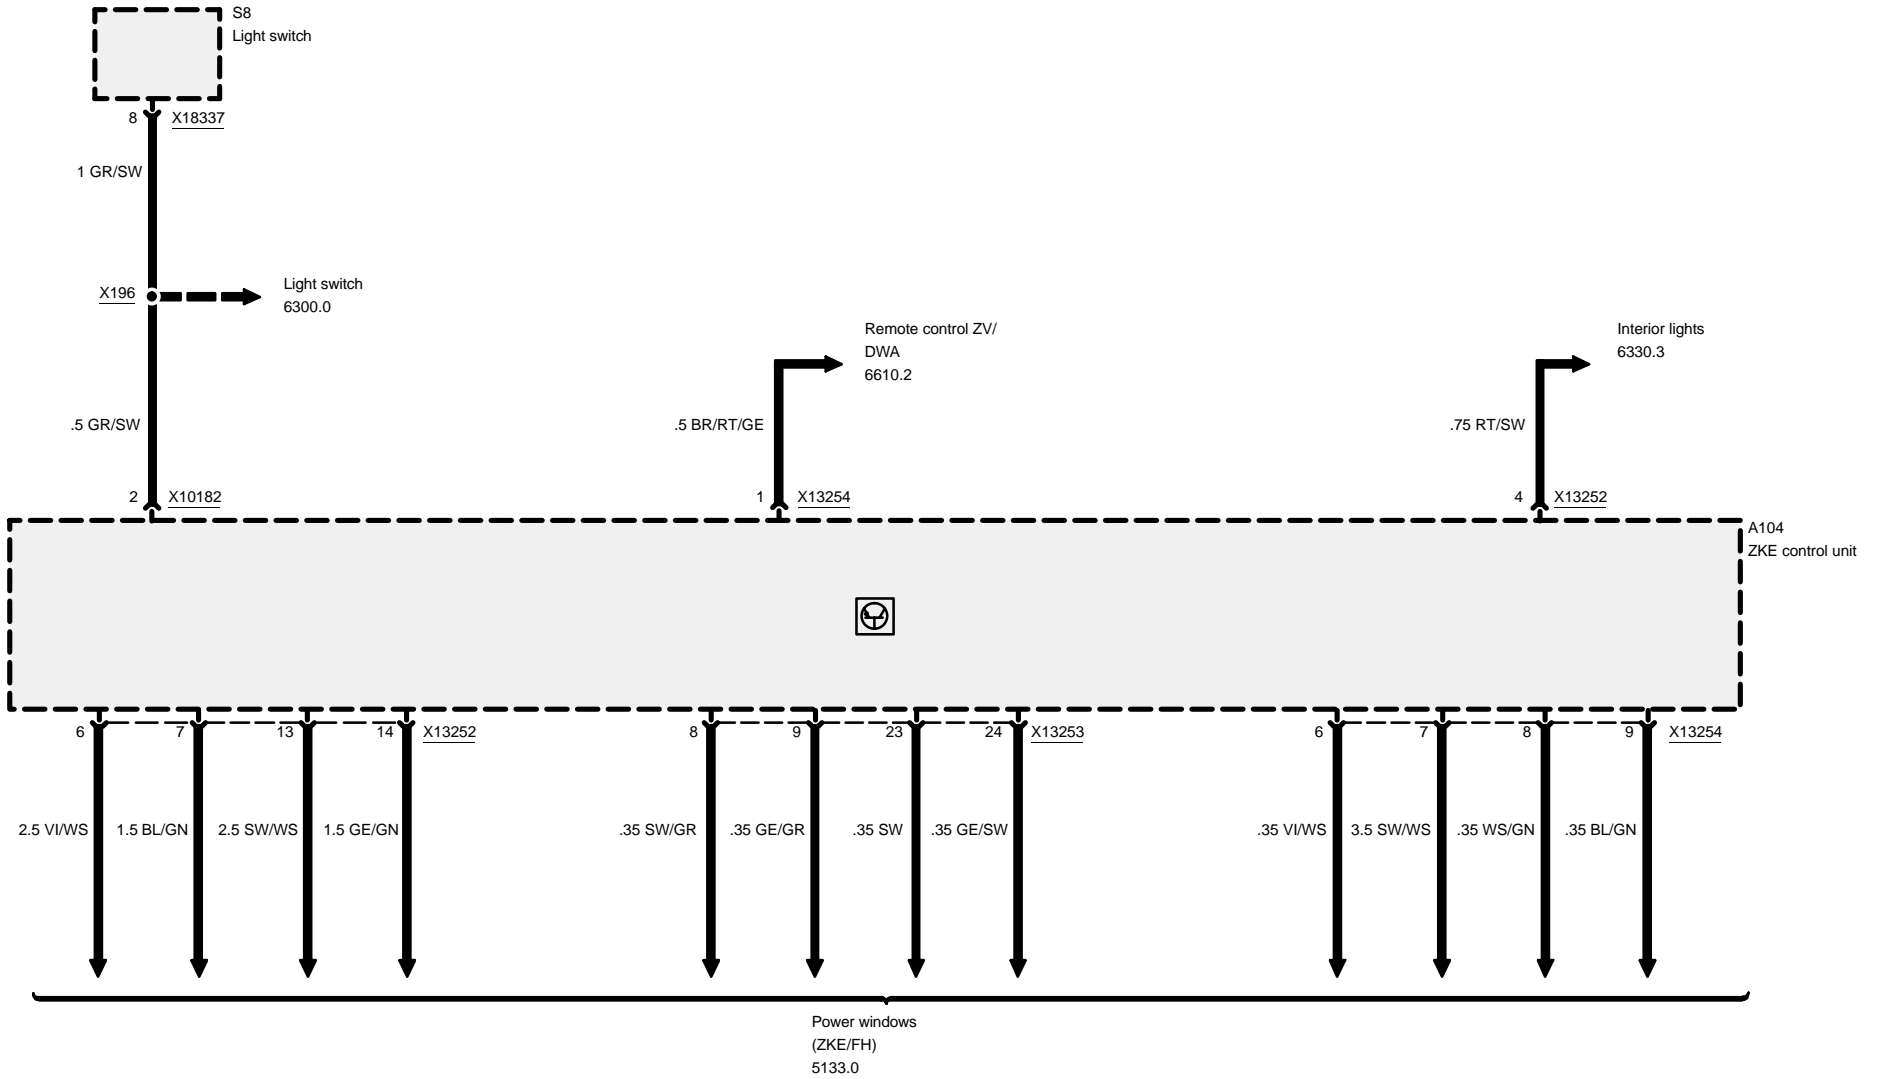 S8
Light switch
8 X18337
1 GR/SW
X196
Light switch
6300.0
Remote control ZV/
DWA
6610.2
Interior lights
6330.3
.5 GR/SW .5 BR/RT/GE .75 RT/SW
2 X10182 1 X13254 4 X13252
A104
ZKE control unit
6 7 13 14 X13252 8 9 23 24 X13253 6 7 8 9 X13254
2.5 VI/WS 1.5 BL/GN 2.5 SW/WS 1.5 GE/GN .35 SW/GR .35 GE/GR .35 SW .35 GE/SW .35 VI/WS 3.5 SW/WS .35 WS/GN .35 BL/GN
Power windows
(ZKE/FH)
5133.0